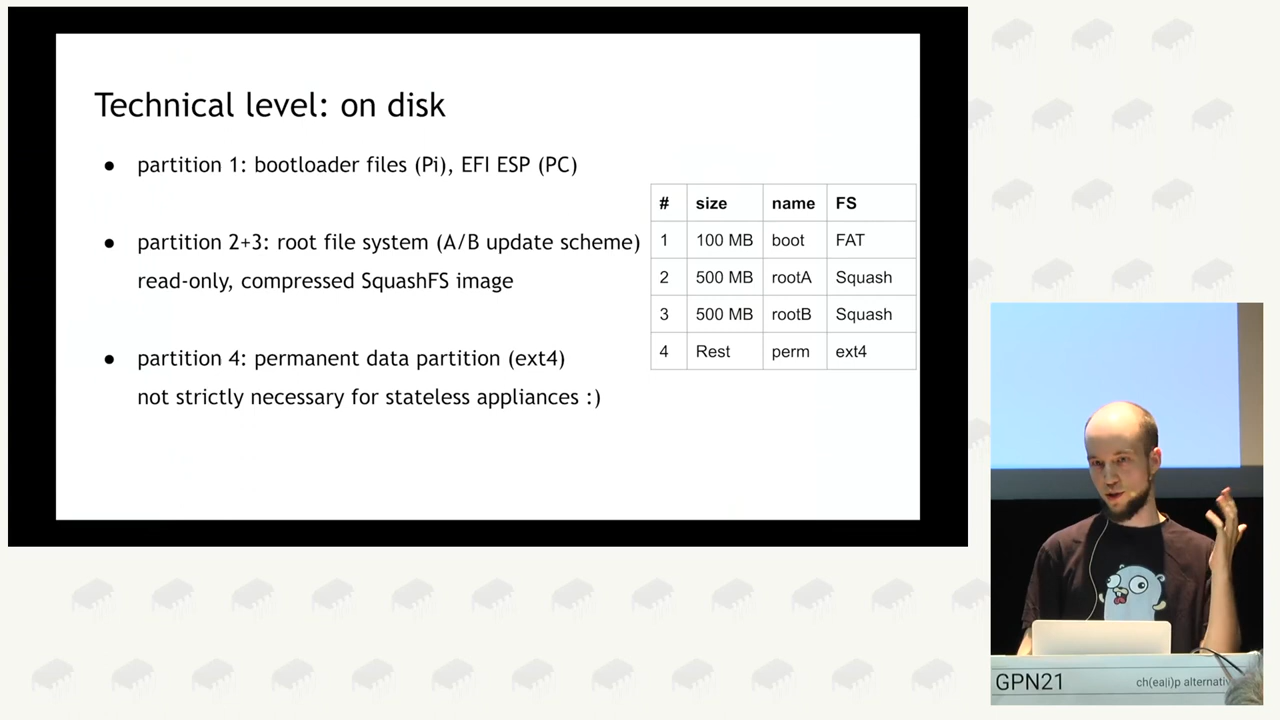 Technical level: on disk
● partition 1: bootloader files (Pi), EFI ESP (PC)
● partition 2+3: root file system (A/B update scheme)
read-only, compressed SquashFS image
● partition 4: permanent data partition (ext4)
not strictly necessary for stateless appliances :)
# size name FS
1 100 MB boot FAT
2 500 MB rootA Squash
3 500 MB rootB Squash
4 Rest perm ext4
GPN21
ch(ea|i)p